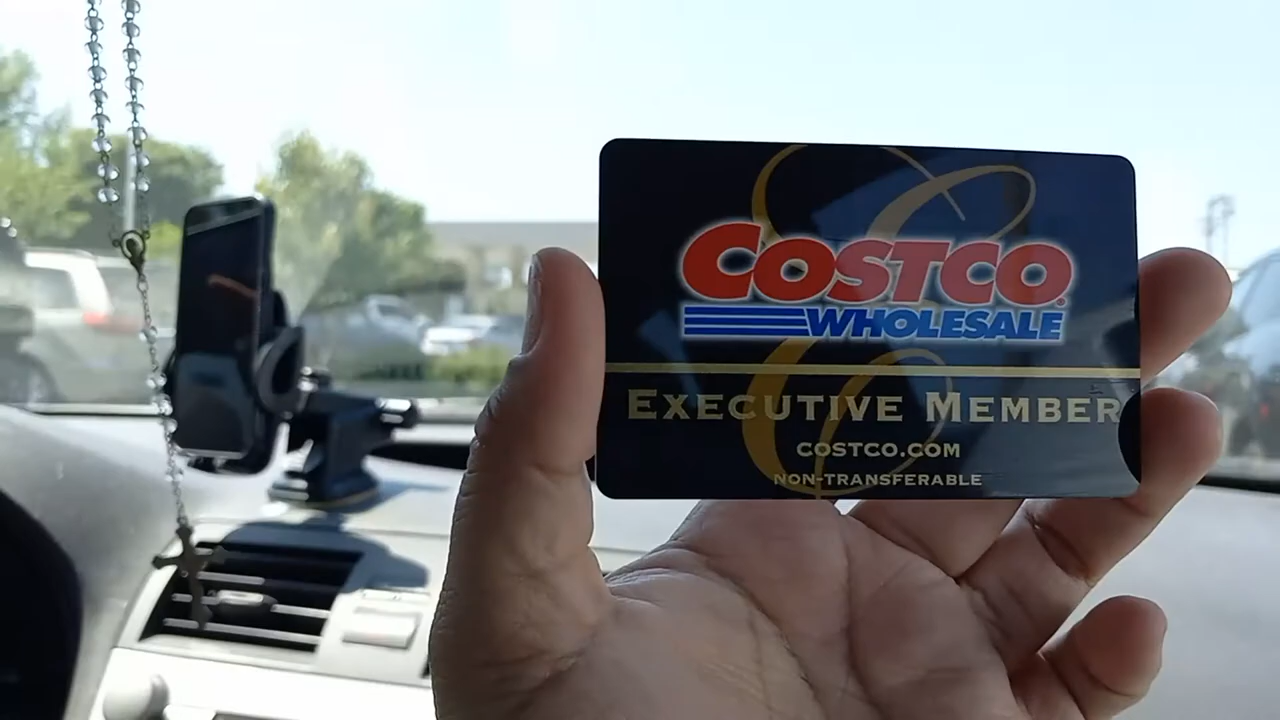 COSTCO
WHOLESALE
EXECUTIVE MEMBER
COSTCO.COM
NON-TRANSFERABLE